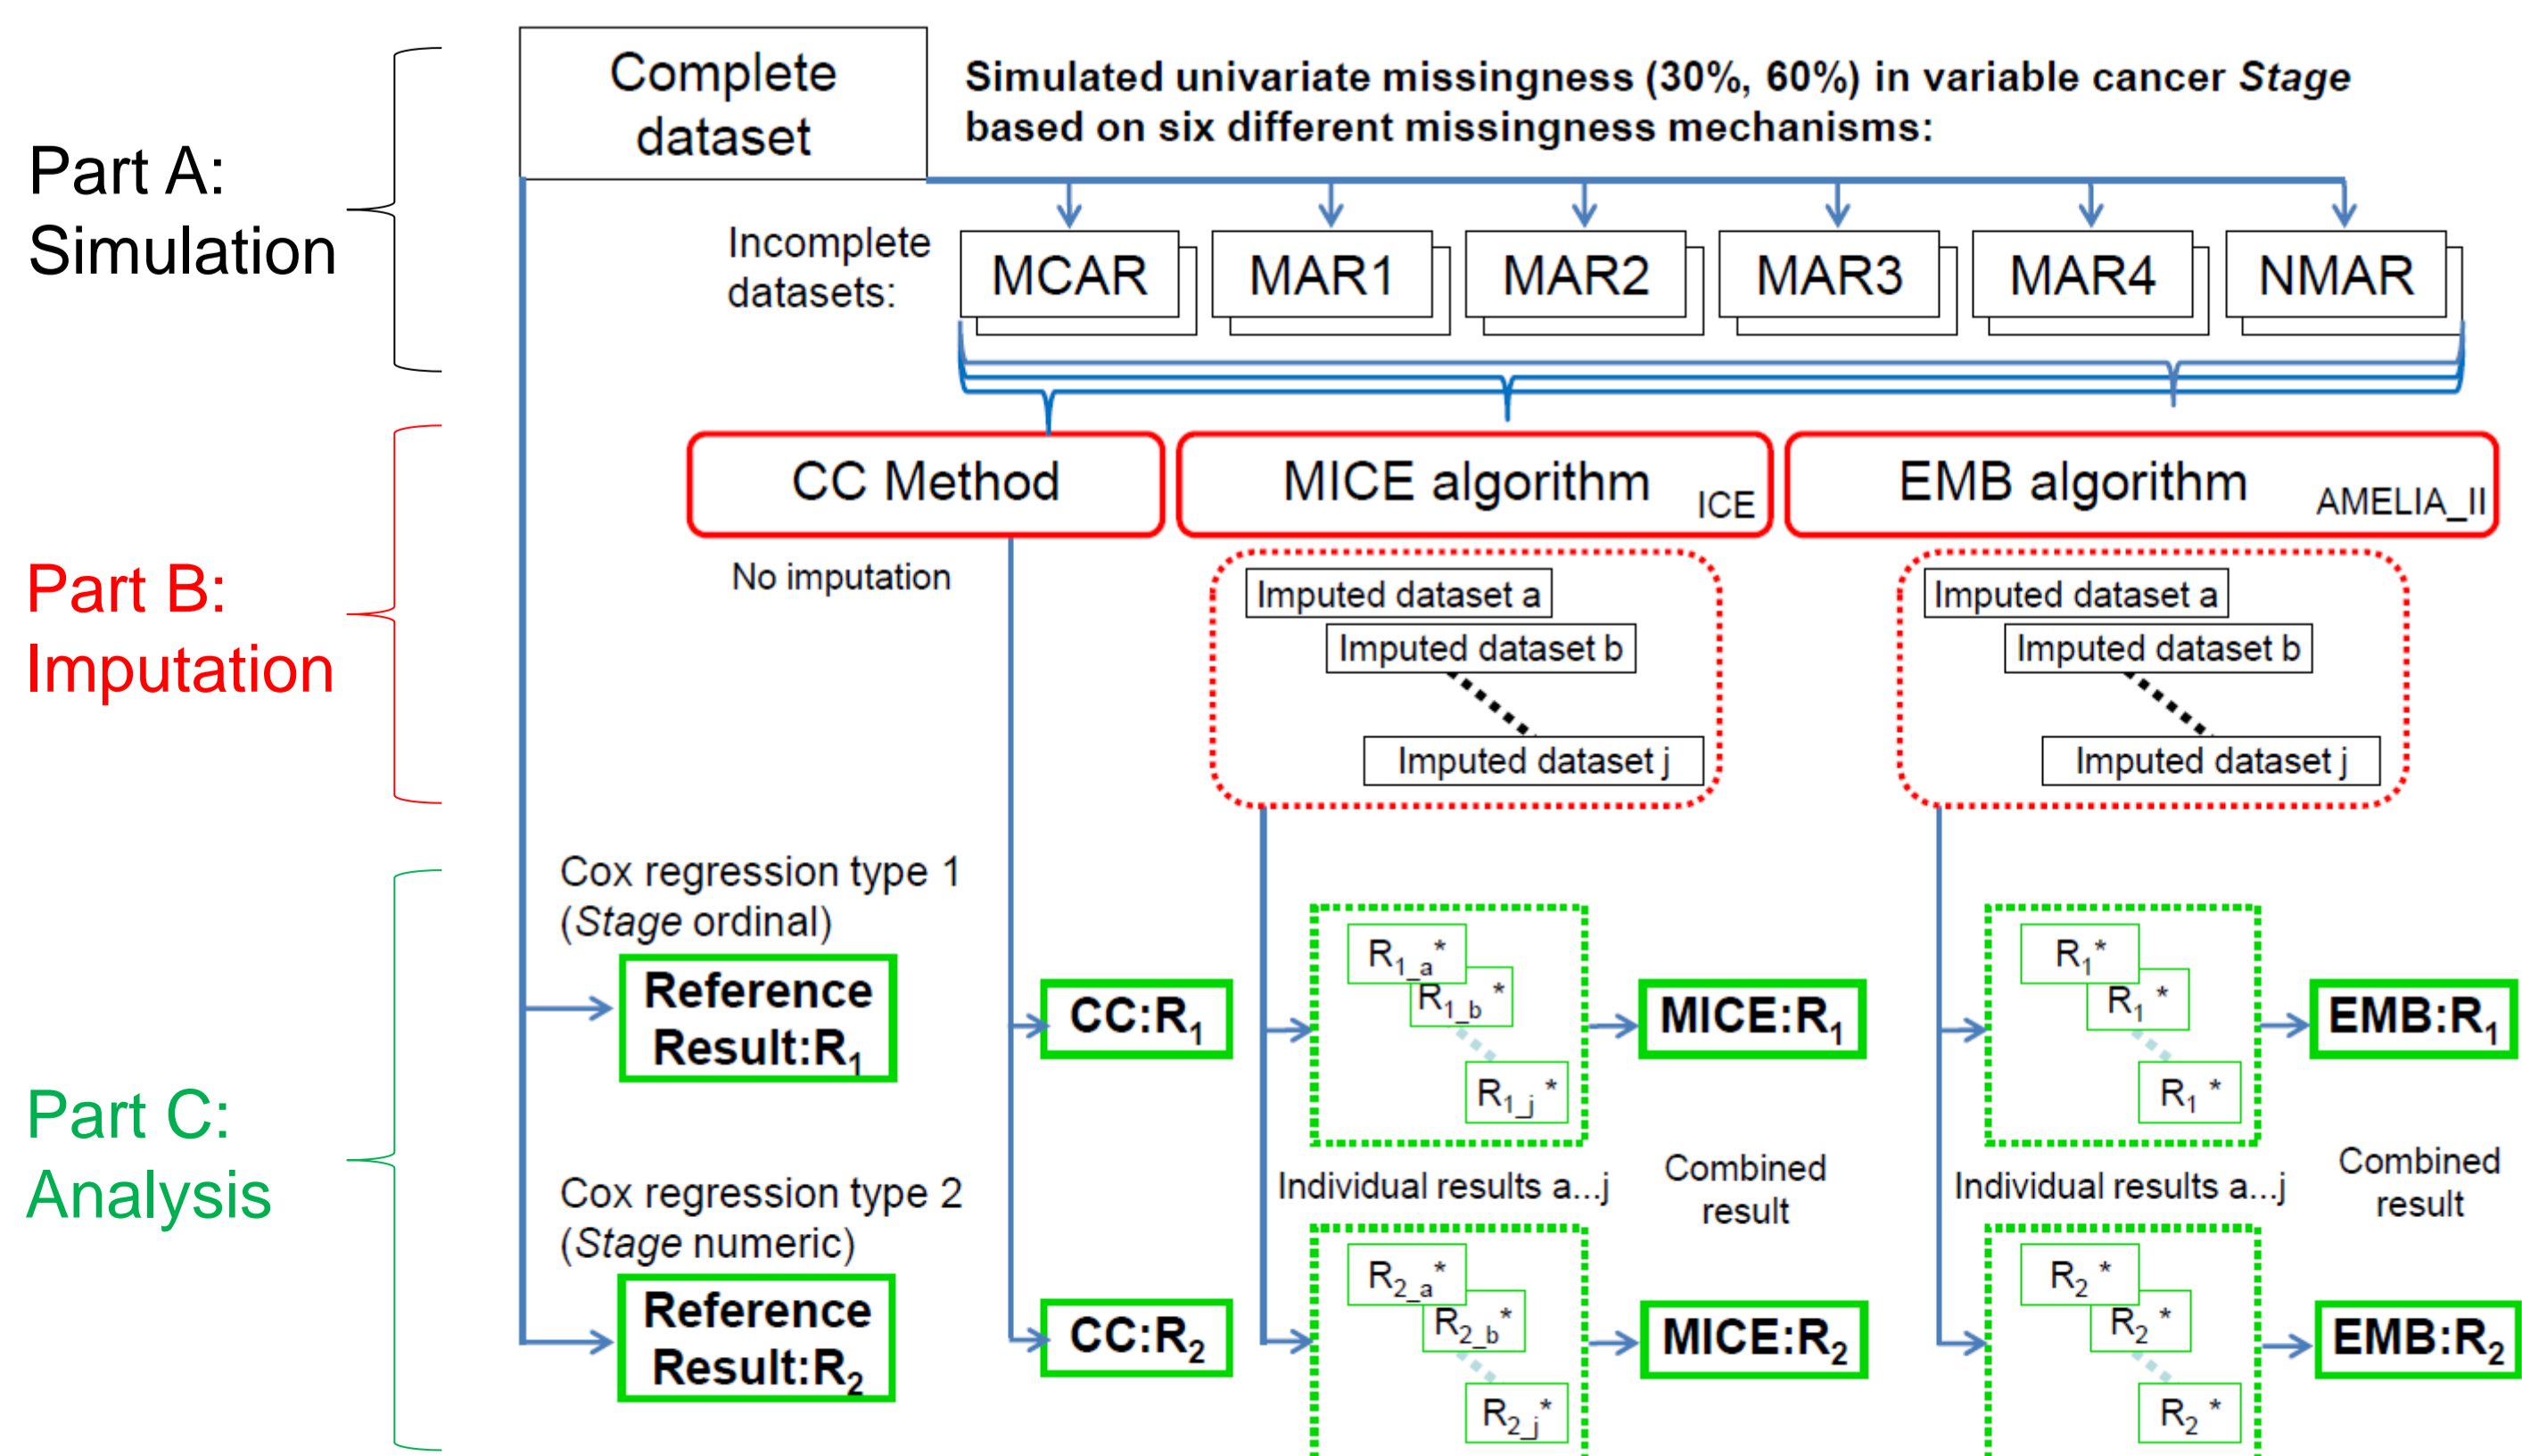 Complete
dataset
Simulated univariate missingness (30%, 60%) in variable cancer Stage
based on six different missingness mechanisms:
Part A:
Simulation
Incomplete
datasets:
MCAR
MAR1
MAR2
MAR3
MAR4
NMAR
Part B:
Imputation
CC Method
MICE algorithm
ICE
EMB algorithm
AMELIA_II
No imputation
Imputed dataset a
Imputed dataset b
Imputed dataset j
Imputed dataset a
Imputed dataset b
Imputed dataset j
Part C:
Analysis
Cox regression type 1
(Stage ordinal)
Reference
Result:R1
CC:R1
R1_a*
R1_b*
R1_j*
MICE:R1
R1*
R1*
R1*
EMB:R1
Individual results a...j
Combined
result
Individual results a...j
Combined
result
Cox regression type 2
(Stage numeric)
Reference
Result:R2
CC:R2
R2_a*
R2_b*
R2_j*
MICE:R2
R2*
R2*
R2*
EMB:R2